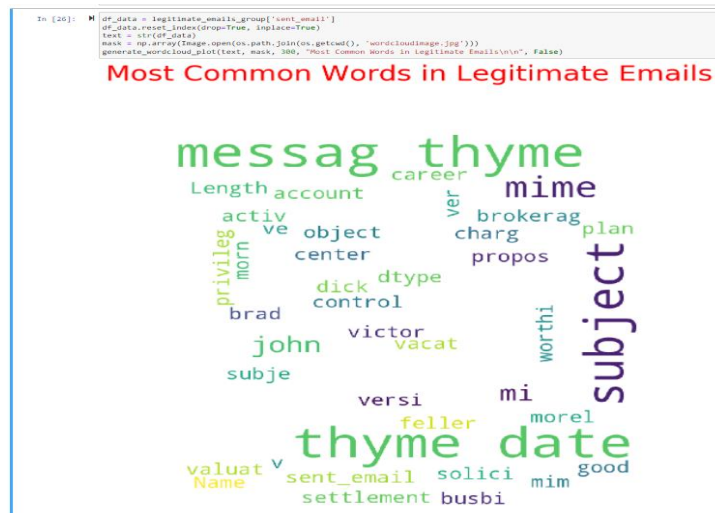 In [26]:
df_data = legitimate_emails_group['sent_email']
df_data.reset_index(drop=True, inplace=True)
text = str(df_data)
mask = np.array(Image.open(os.path.join(os.getcwd(), 'wordcloudimage.jpg')))
generate_wordcloud_plot(text, mask, 300, "Most Common Words in Legitimate Emails\n\n", False)
Most Common Words in Legitimate Emails
messag thyme
career
Length account
mime
ver
activ
brokerag
ve object
charg
plan
privileg
morn
center
propos
subject
dtype
dick
control
brad
victor
worthi
john
vacat
subje
versi
mi
feller
morel
thyme date
valuat
v
good
Name
sent_email
solici
mim
settlement busbi